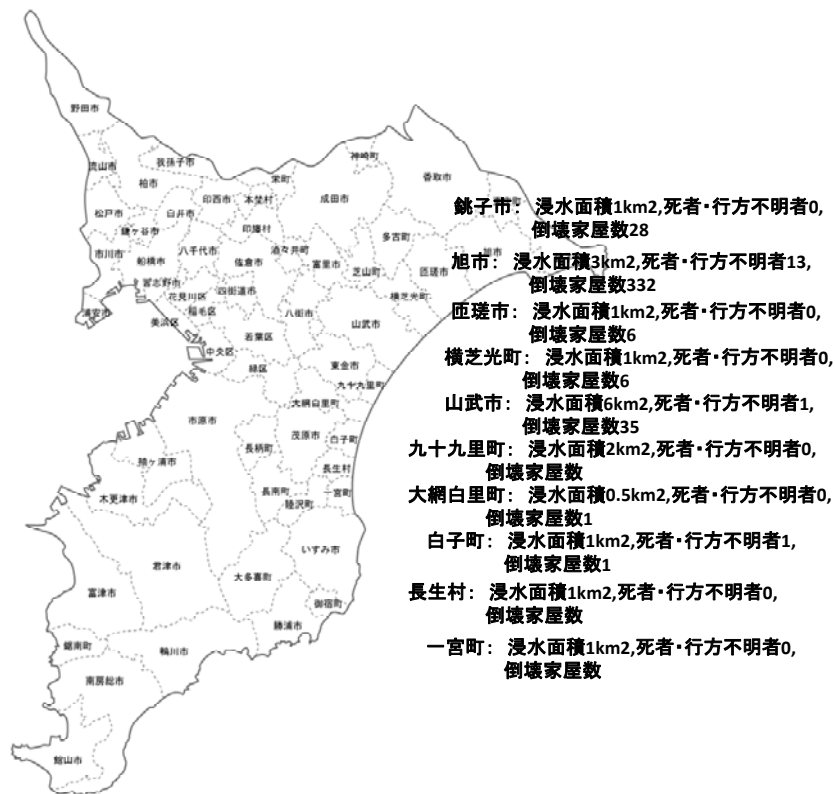 野田市
流山市
我孫子市
柏市
松戸市
鎌ヶ谷市
白井市
印西市
本埜村
栄町
成田市
神崎町
香取市
印旛村
市川市
船橋市
八千代市
佐倉市
酒々井町
富里市
多古町
芝山町
匝瑳市
旭市
横芝光町
浦安市
習志野市
花見川区
美浜区
稲毛区
四街道市
八街市
若葉区
中央区
緑区
山武市
東金市
九十九里町
大網白里町
市原市
茂原市
白子町
長柄町
長生村
袖ヶ浦市
木更津市
長南町
睦沢町
一宮町
いすみ市
君津市
大多喜町
富津市
御宿町
勝浦市
鋸南町
鴨川市
南房総市
館山市
銚子市： 浸水面積1km2,死者・行方不明者0,
倒壊家屋数28
旭市： 浸水面積3km2,死者・行方不明者13,
倒壊家屋数332
匝瑳市： 浸水面積1km2,死者・行方不明者0,
倒壊家屋数6
横芝光町： 浸水面積1km2,死者・行方不明者0,
倒壊家屋数6
山武市： 浸水面積6km2,死者・行方不明者1,
倒壊家屋数35
九十九里町： 浸水面積2km2,死者・行方不明者0,
倒壊家屋数
大網白里町： 浸水面積0.5km2,死者・行方不明者0,
倒壊家屋数1
白子町： 浸水面積1km2,死者・行方不明者1,
倒壊家屋数1
長生村： 浸水面積1km2,死者・行方不明者0,
倒壊家屋数
一宮町： 浸水面積1km2,死者・行方不明者0,
倒壊家屋数